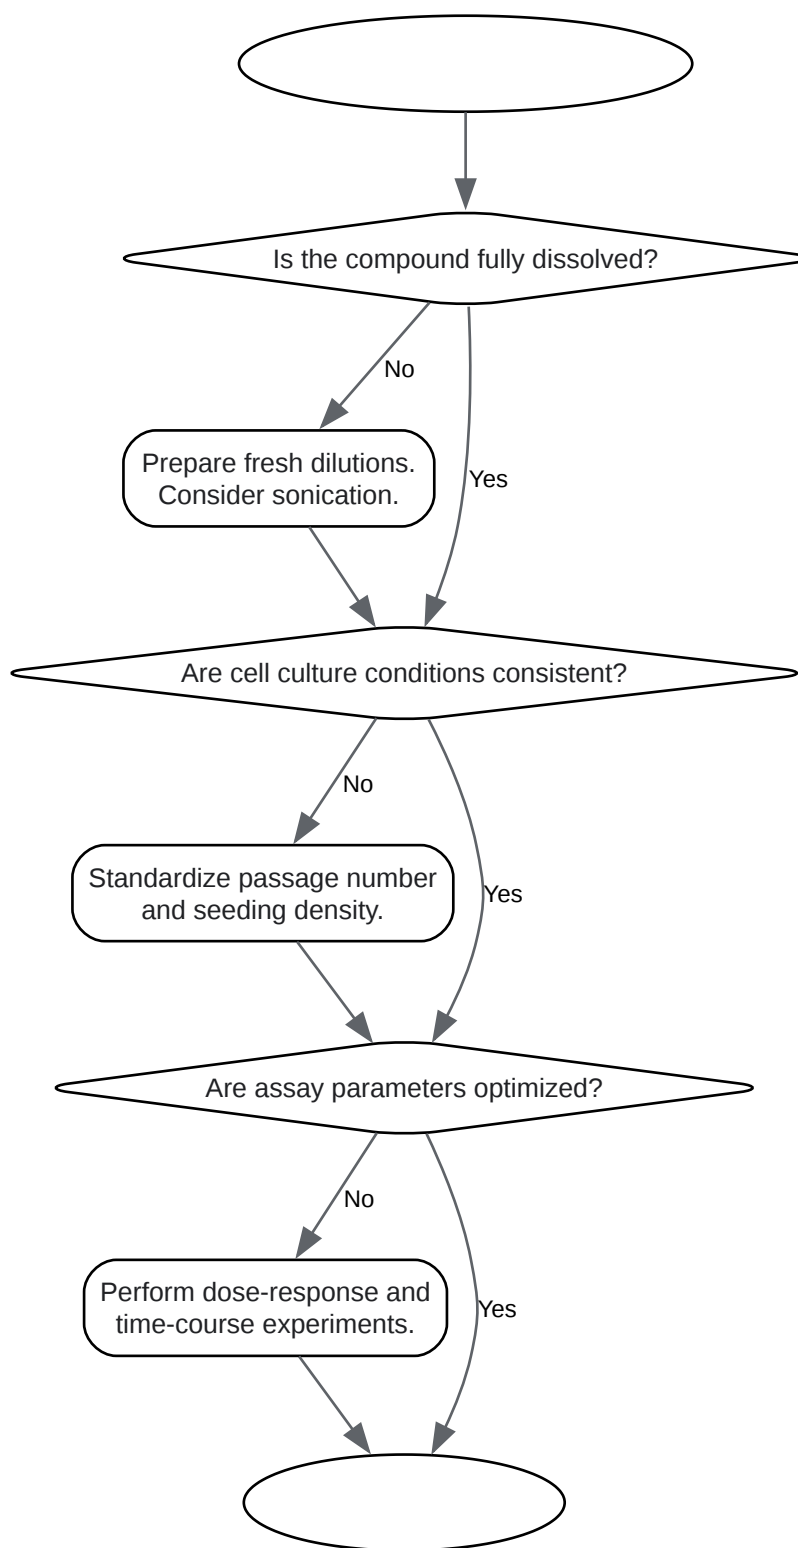 Is the compound fully dissolved?
No
Prepare fresh dilutions.
Consider sonication.
Yes
Are cell culture conditions consistent?
No
Standardize passage number
and seeding density.
Yes
Are assay parameters optimized?
No
Perform dose-response and
time-course experiments.
Yes